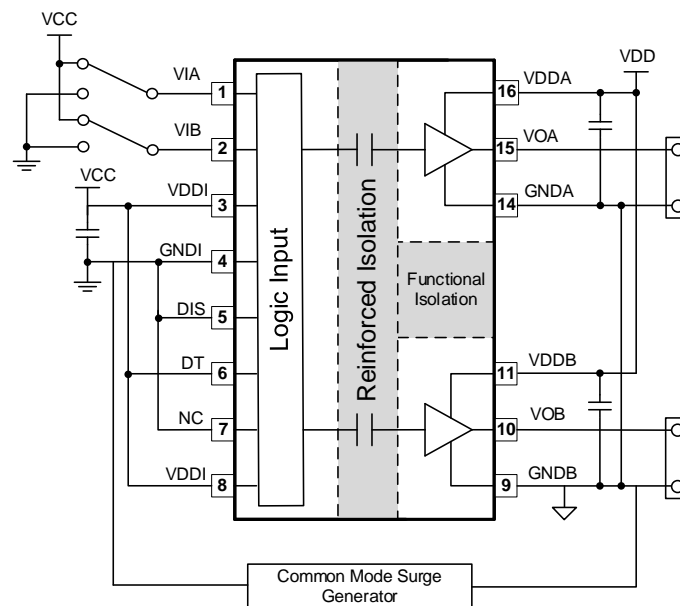 VCC
VDD
VIA
1
16
VDDA
VIB
2
15
VOA
VCC
VDDI
3
14
GNDA
GNDI
4
Functional
Isolation
DIS
5
DT
6
11
VDDB
NC
7
10
VOB
VDDI
8
9
GNDB
Logic Input
Reinforced Isolation
Common Mode Surge
Generator